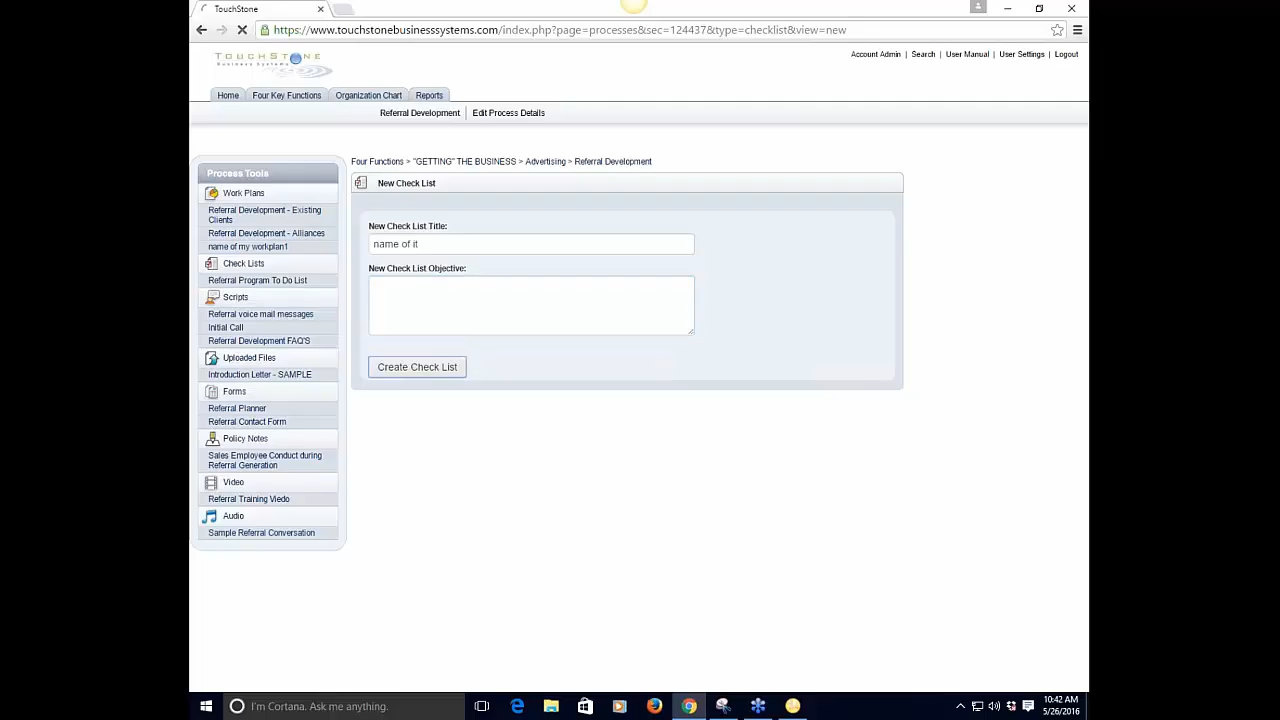 TouchStone
https://www.touchstonebusinesssystems.com/index.php?page=processes&sec=124437&type=checklist&view=new
TOUCHSTONE
Business Systems
Account Admin | Search | User Manual | User Settings | Logout
Home
Four Key Functions
Organization Chart
Reports
Referral Development
Edit Process Details
Four Functions > "GETTING" THE BUSINESS > Advertising > Referral Development
Process Tools
Work Plans
Referral Development - Existing
Clients
Referral Development - Alliances
name of my workplan1
Check Lists
Referral Program To Do List
Scripts
Referral voice mail messages
Initial Call
Referral Development FAQ'S
Uploaded Files
Introduction Letter - SAMPLE
Forms
Referral Planner
Referral Contact Form
Policy Notes
Sales Employee Conduct during
Referral Generation
Video
Referral Training Viedo
Audio
Sample Referral Conversation
New Check List
New Check List Title:
name of it
New Check List Objective:
Create Check List
I'm Cortana. Ask me anything.
10:42 AM
5/26/2016